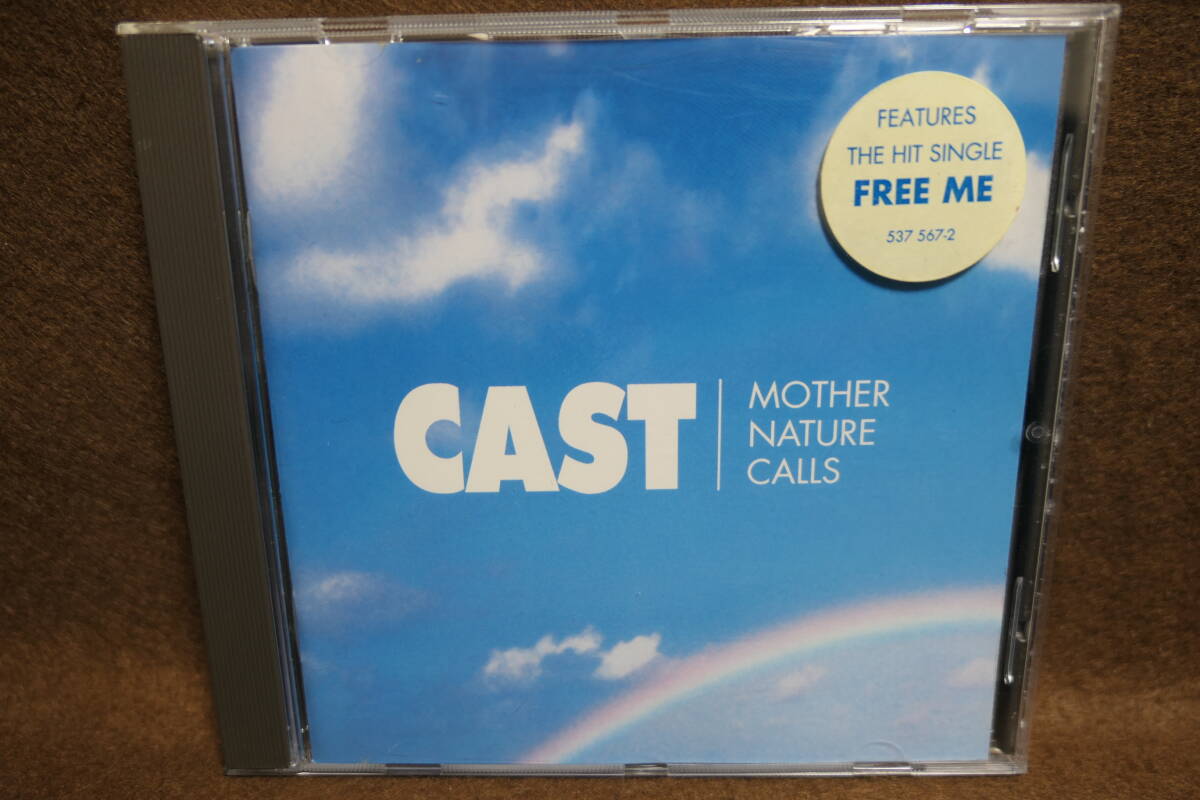 FEATURES
THE HIT SINGLE
FREE ME
537 567-2
CAST
MOTHER
NATURE
CALLS